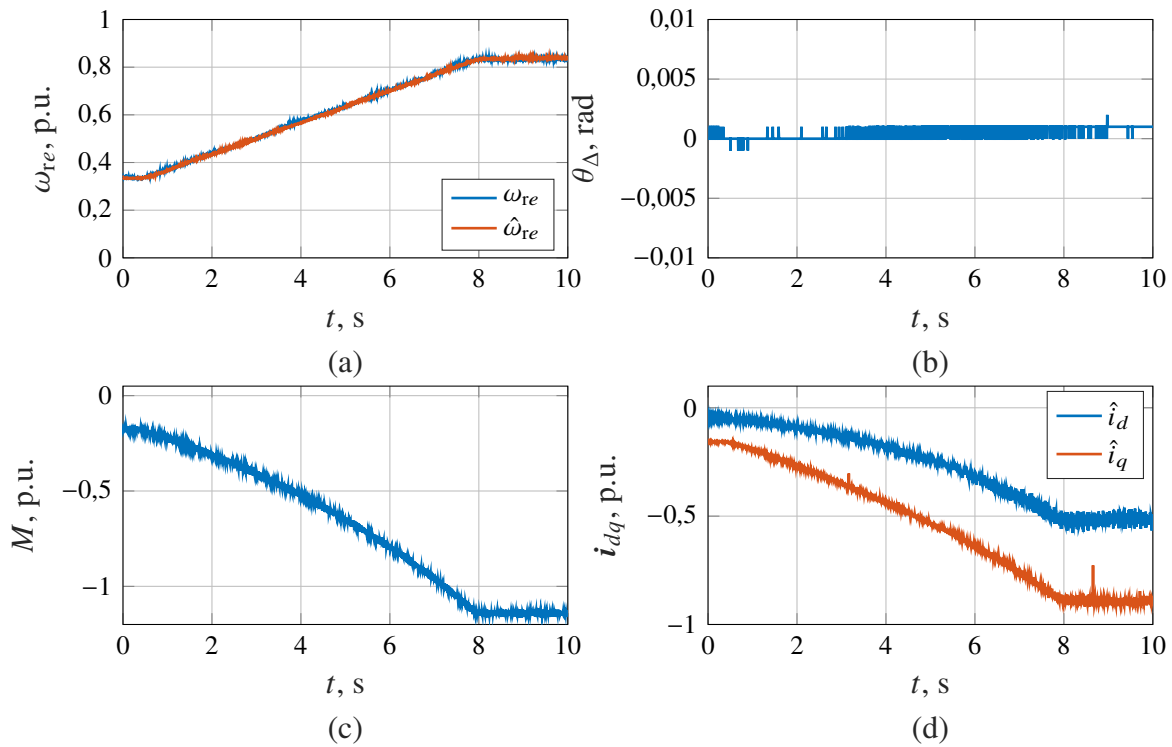 1
0,8
0,6
0,4
0,2
0
0 2 4 6 8 10
ω_re, p.u.
t, s
ω_re
ω̂_re
(a)
0,01
0,005
0
−0,005
−0,01
0 2 4 6 8 10
θ_Δ, rad
t, s
(b)
0
−0,5
−1
0 2 4 6 8 10
M, p.u.
t, s
(c)
0
−0,5
−1
0 2 4 6 8 10
i_dq, p.u.
t, s
î_d
î_q
(d)